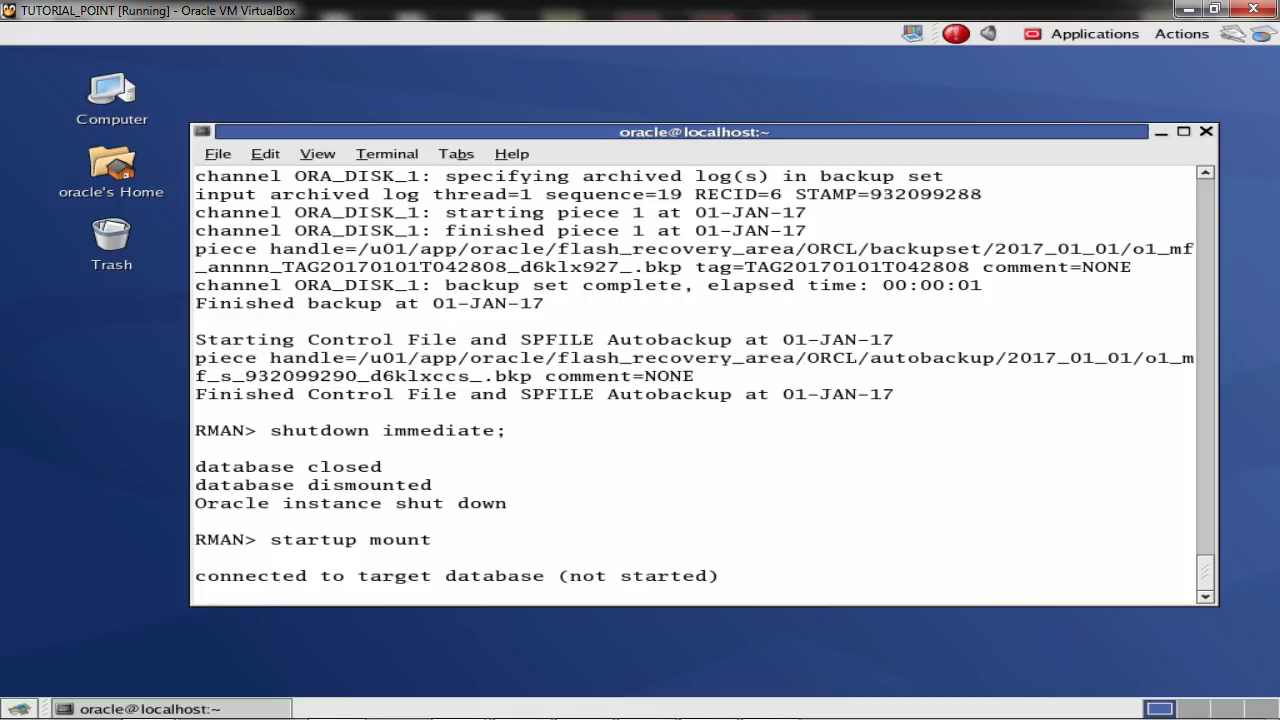 TUTORIAL_POINT [Running] - Oracle VM VirtualBox
Applications Actions
Computer
oracle's Home
Trash
oracle@localhost:~
File Edit View Terminal Tabs Help
channel ORA_DISK_1: specifying archived log(s) in backup set
input archived log thread=1 sequence=19 RECID=6 STAMP=932099288
channel ORA_DISK_1: starting piece 1 at 01-JAN-17
channel ORA_DISK_1: finished piece 1 at 01-JAN-17
piece handle=/u01/app/oracle/flash_recovery_area/ORCL/backupset/2017_01_01/o1_mf
_annnn_TAG20170101T042808_d6klx927_.bkp tag=TAG20170101T042808 comment=NONE
channel ORA_DISK_1: backup set complete, elapsed time: 00:00:01
Finished backup at 01-JAN-17
Starting Control File and SPFILE Autobackup at 01-JAN-17
piece handle=/u01/app/oracle/flash_recovery_area/ORCL/autobackup/2017_01_01/o1_m
f_s_932099290_d6klxccs_.bkp comment=NONE
Finished Control File and SPFILE Autobackup at 01-JAN-17
RMAN> shutdown immediate;
database closed
database dismounted
Oracle instance shut down
RMAN> startup mount
connected to target database (not started)
oracle@localhost:~